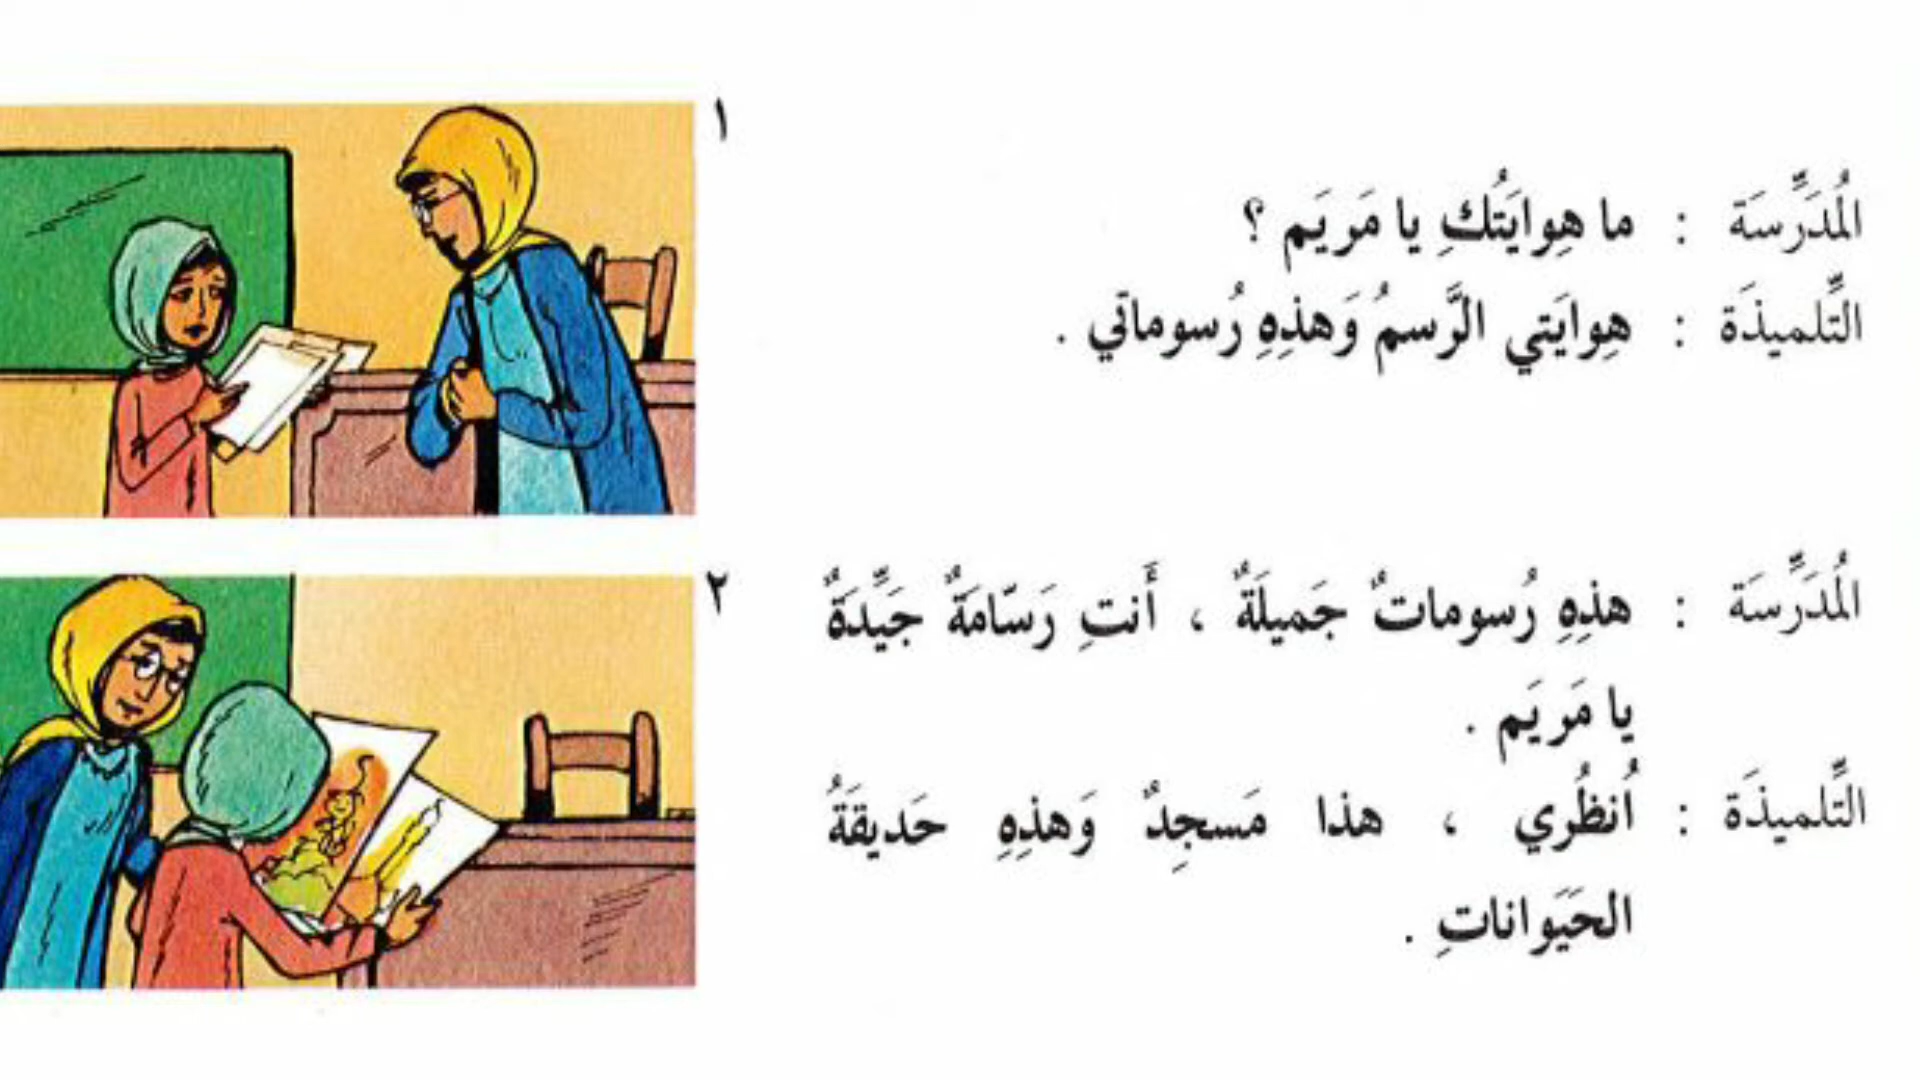 ١
المُدَرِّسَة : ما هِوايَتُكِ يا مَريَم ؟
التِّلميذَة : هِوايَتي الرَّسمُ وَهذِهِ رُسوماتي .
٢
المُدَرِّسَة : هذِهِ رُسوماتٌ جَميلَةٌ ، أَنتِ رَسّامَةٌ جَيِّدَةٌ
يا مَريَم .
التِّلميذَة : اُنظُري ، هذا مَسجِدٌ وَهذِهِ حَديقَةُ
الحَيَواناتِ .